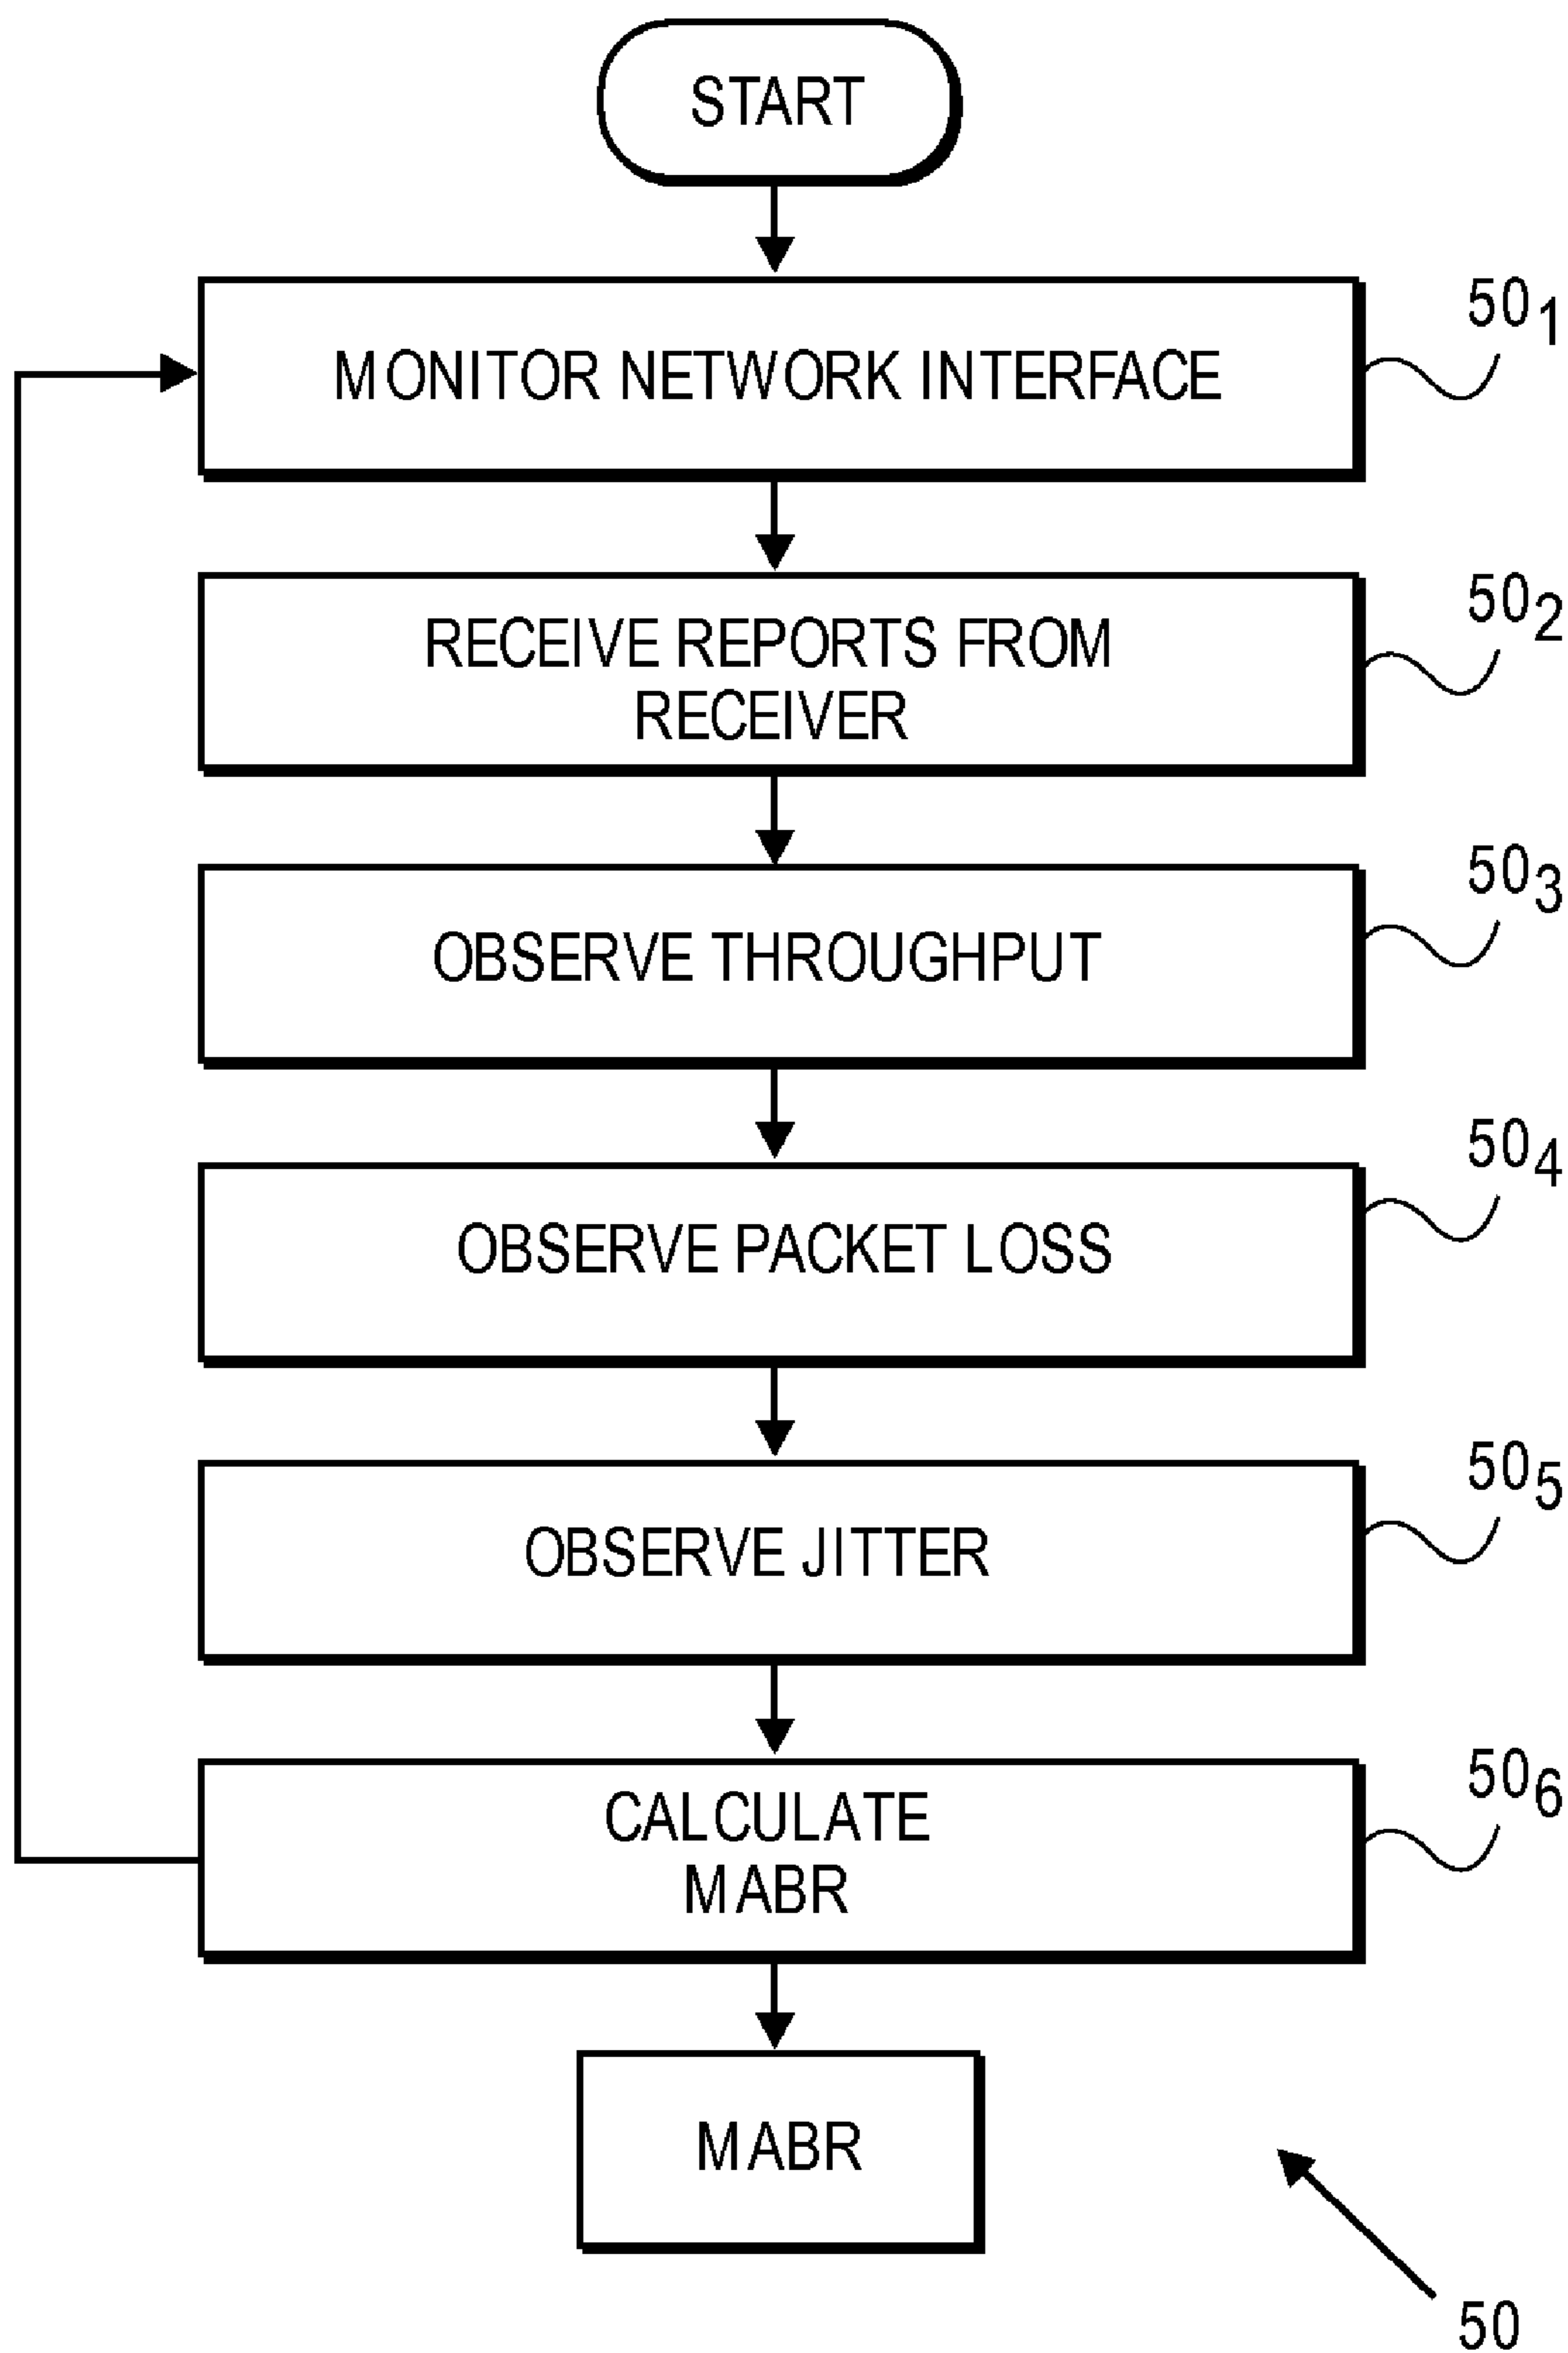 START
MONITOR NETWORK INTERFACE
50₁
RECEIVE REPORTS FROM
RECEIVER
50₂
OBSERVE THROUGHPUT
50₃
OBSERVE PACKET LOSS
50₄
OBSERVE JITTER
50₅
CALCULATE
MABR
50₆
MABR
50